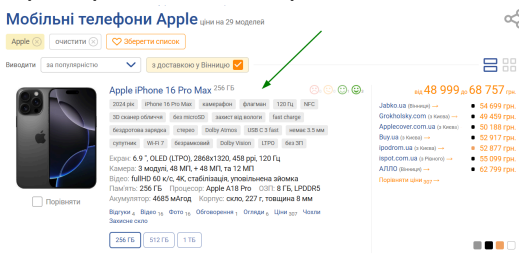 Мобільні телефони Apple ціни на 29 моделей
Apple очистити Зберегти список
Виводити за популярністю з доставкою у Вінницю
Apple iPhone 16 Pro Max 256 ГБ
2024 рік iPhone 16 Pro Max камерафон флагман 120 Гц NFC
3D сканер обличчя без microSD захист від вологи fast charge
бездротова зарядка стерео Dolby Atmos USB C 3 fast немає 3.5 мм
супутник Wi-Fi 7 безрамковий Dolby Vision LTPO без ЗП
Екран: 6.9 ", OLED (LTPO), 2868x1320, 458 ppi, 120 Гц
Камера: 3 модулі, 48 МП, + 48 МП, та 12 МП
Відео: fullHD 60 к/с, 4K, стабілізація, уповільнена зйомка
Пам'ять: 256 ГБ Процесор: Apple A18 Pro ОЗП: 8 ГБ, LPDDR5
Акумулятор: 4685 мАгод Корпус: скло, 227 г, товщина 8 мм
Відгуки 4 Відео 16 Фото 16 Обговорення 1 Огляди 6 Ціни 307 Чохли
Захисне скло
256 ГБ 512 ГБ 1 ТБ
Порівняти
від 48 999 до 68 757 грн.
Jabko.ua (Вінниця) → 54 699 грн.
Grokholsky.com (з Києва) → 49 459 грн.
Applecover.com.ua (з Києва) 50 188 грн.
Buy.ua (з Києва) → 52 917 грн.
ipodrom.ua (з Києва) → 52 877 грн.
ispot.com.ua (з Рівного) → 55 099 грн.
АЛЛО (Вінниця) → 62 799 грн.
Порівняти ціни 307 →